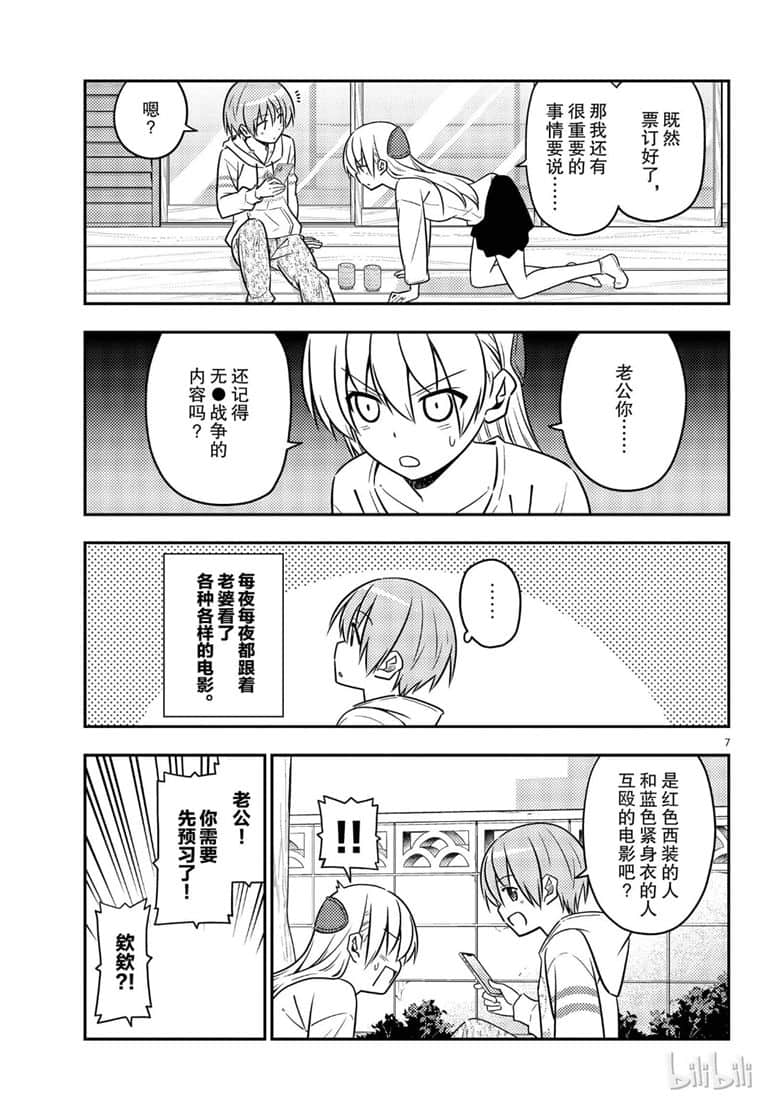 既然
票订好了，
那我还有
很重要的
事情要说……
嗯？
老公你……
还记得
无●战争的
内容吗？
……
每夜每夜都跟着
老婆看了
各种各样的电影。
7
是红色西装的人
和蓝色紧身衣的人
互殴的电影吧？
!!
老公！
你需要
先预习了！
欸欸?!
bilibili